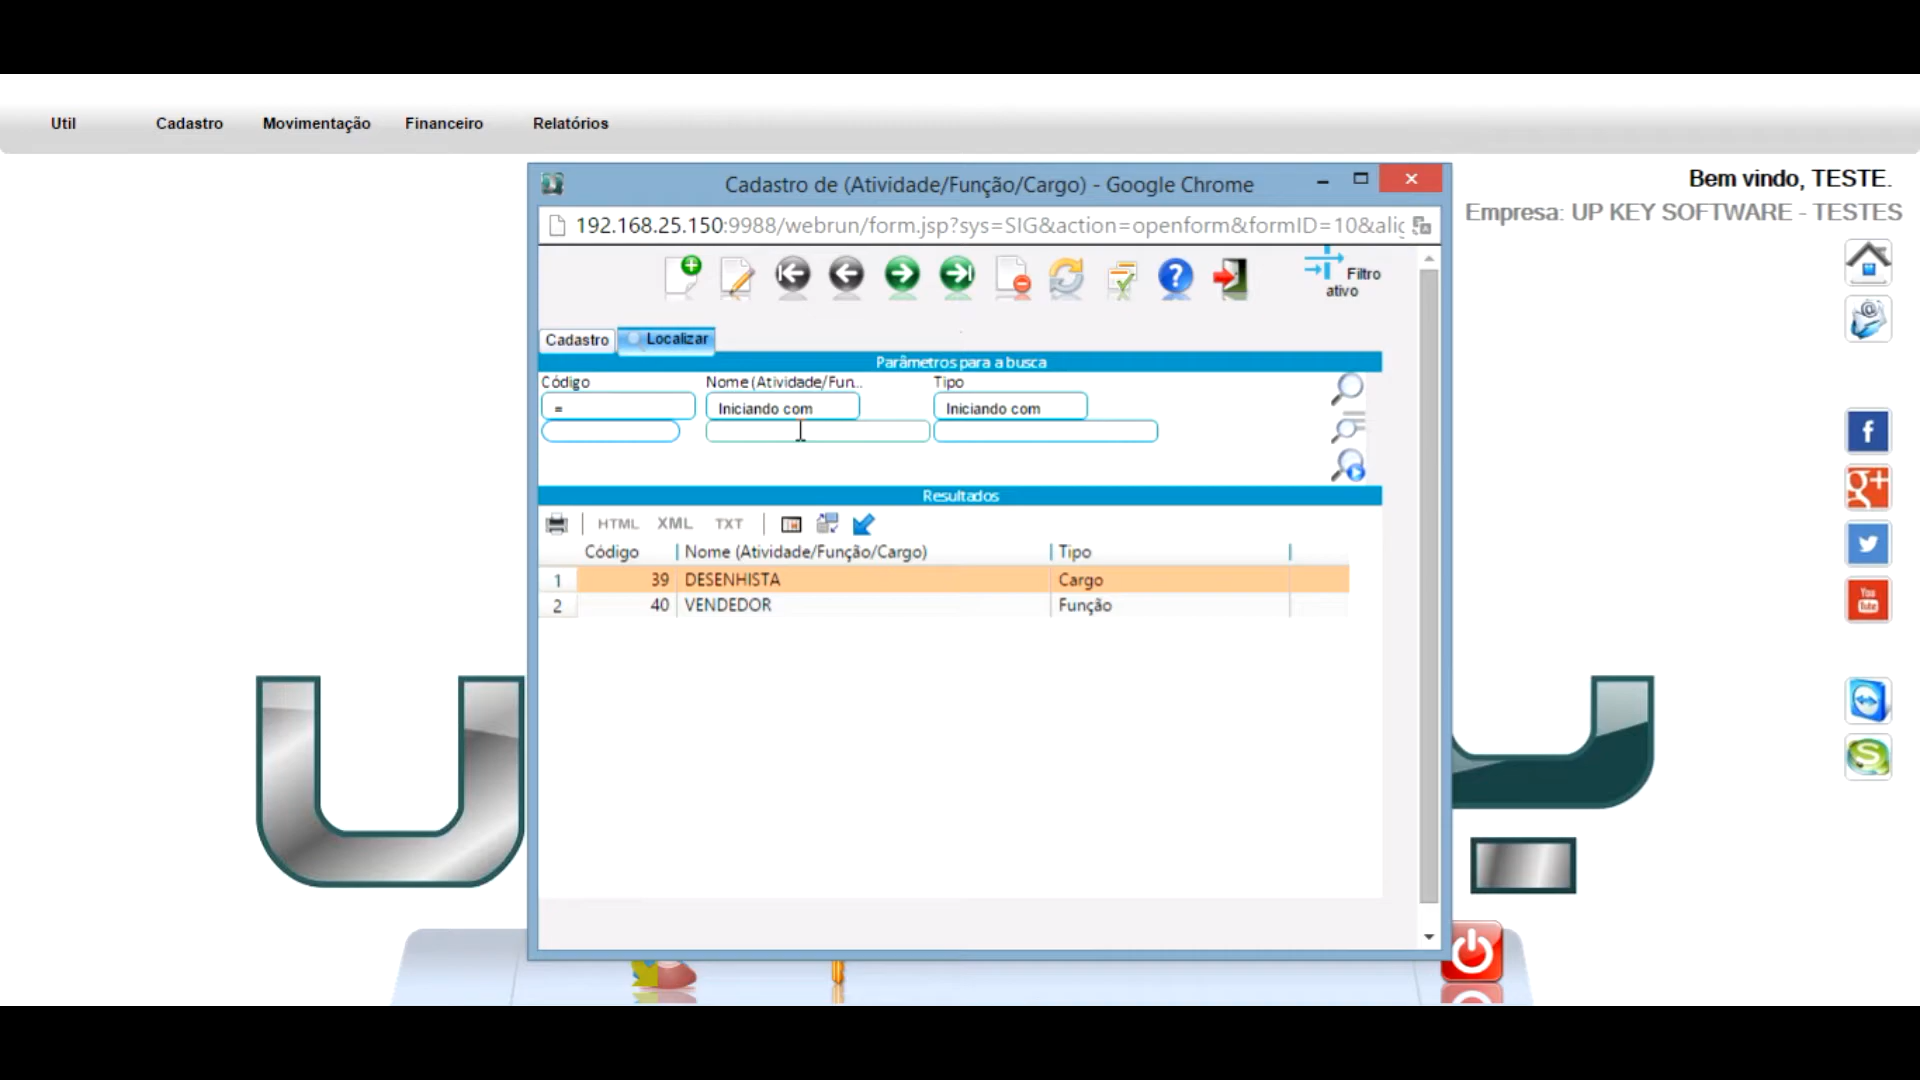 Util Cadastro Movimentação Financeiro Relatórios
Bem vindo, TESTE.
Empresa: UP KEY SOFTWARE - TESTES
Cadastro de (Atividade/Função/Cargo) - Google Chrome
192.168.25.150:9988/webrun/form.jsp?sys=SIG&action=openform&formID=10&alig
Filtro
ativo
Cadastro Localizar
Parâmetros para a busca
Código Nome (Atividade/Fun... Tipo
= Iniciando com Iniciando com
Resultados
HTML XML TXT
Código Nome (Atividade/Função/Cargo) Tipo
1 39 DESENHISTA Cargo
2 40 VENDEDOR Função
f
g+
You
Tube
S